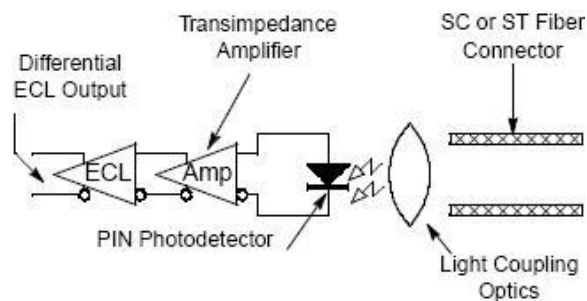 Transimpedance
Amplifier
SC or ST Fiber
Connector
Differential
ECL Output
ECL
Amp
PIN Photodetector
Light Coupling
Optics